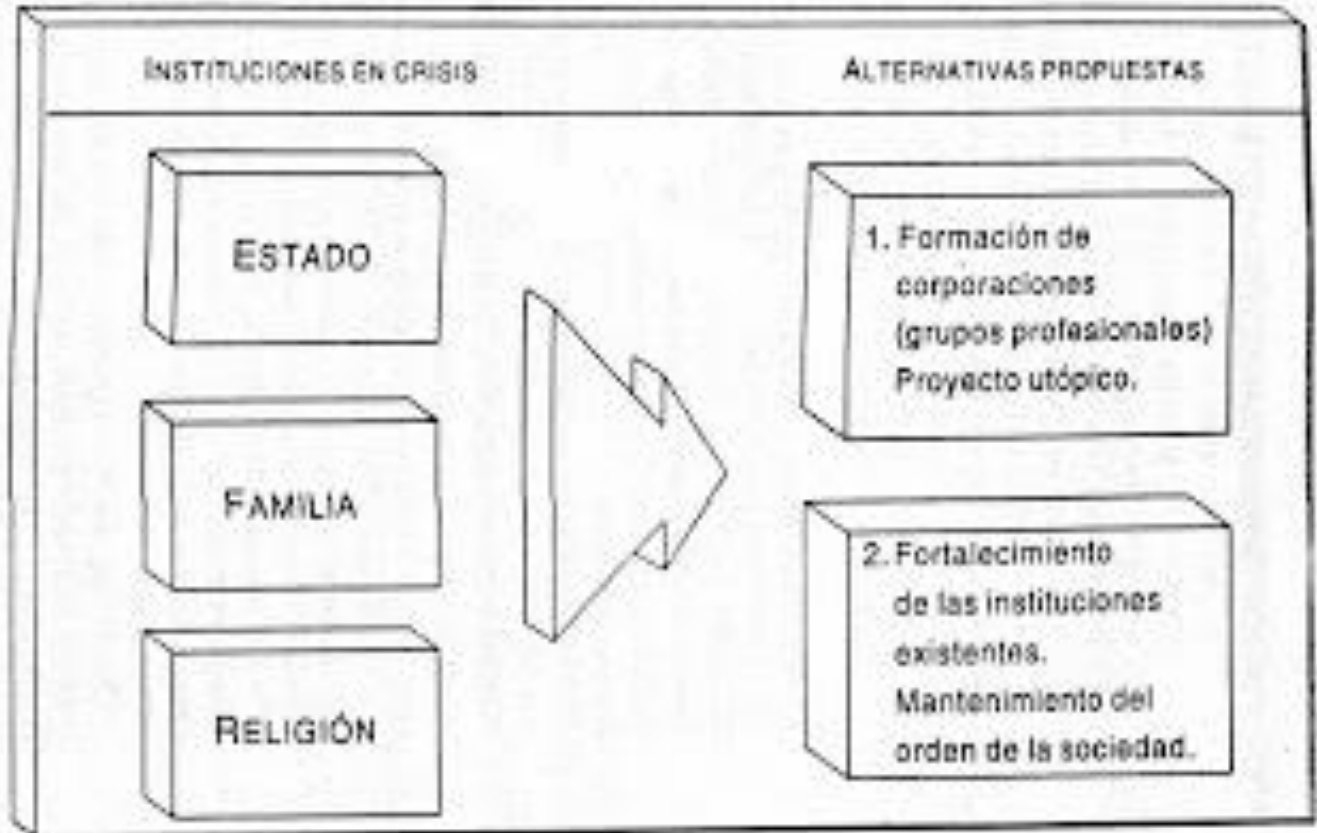 INSTITUCIONES EN CRISIS
ALTERNATIVAS PROPUESTAS
ESTADO
FAMILIA
RELIGIÓN
1. Formación de
corporaciones
(grupos profesionales)
Proyecto utópico.
2. Fortalecimiento
de las instituciones
existentes.
Mantenimiento del
orden de la sociedad.